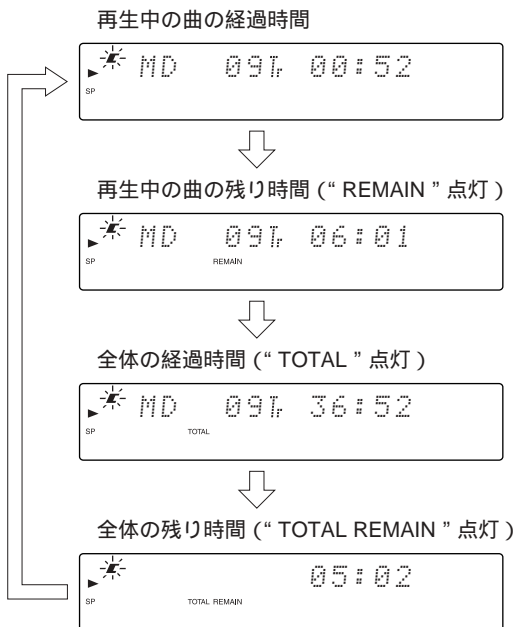 再生中の曲の経過時間
MD 09Tr 00:52
SP
再生中の曲の残り時間 (“ REMAIN ” 点灯 )
MD 09Tr 06:01
SP REMAIN
全体の経過時間 (“ TOTAL ” 点灯 )
MD 09Tr 36:52
SP TOTAL
全体の残り時間 (“ TOTAL REMAIN ” 点灯 )
05:02
SP TOTAL REMAIN